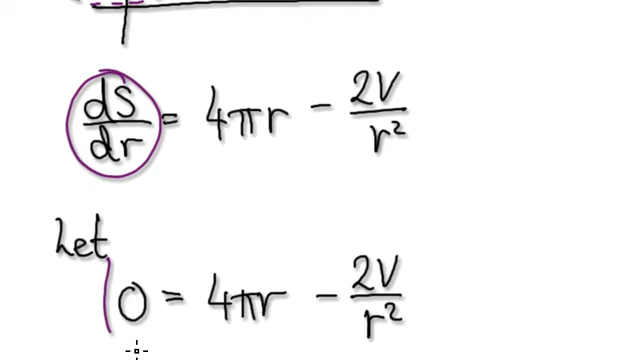 dS/dr = 4πr - 2V/r²
Let
0 = 4πr - 2V/r²